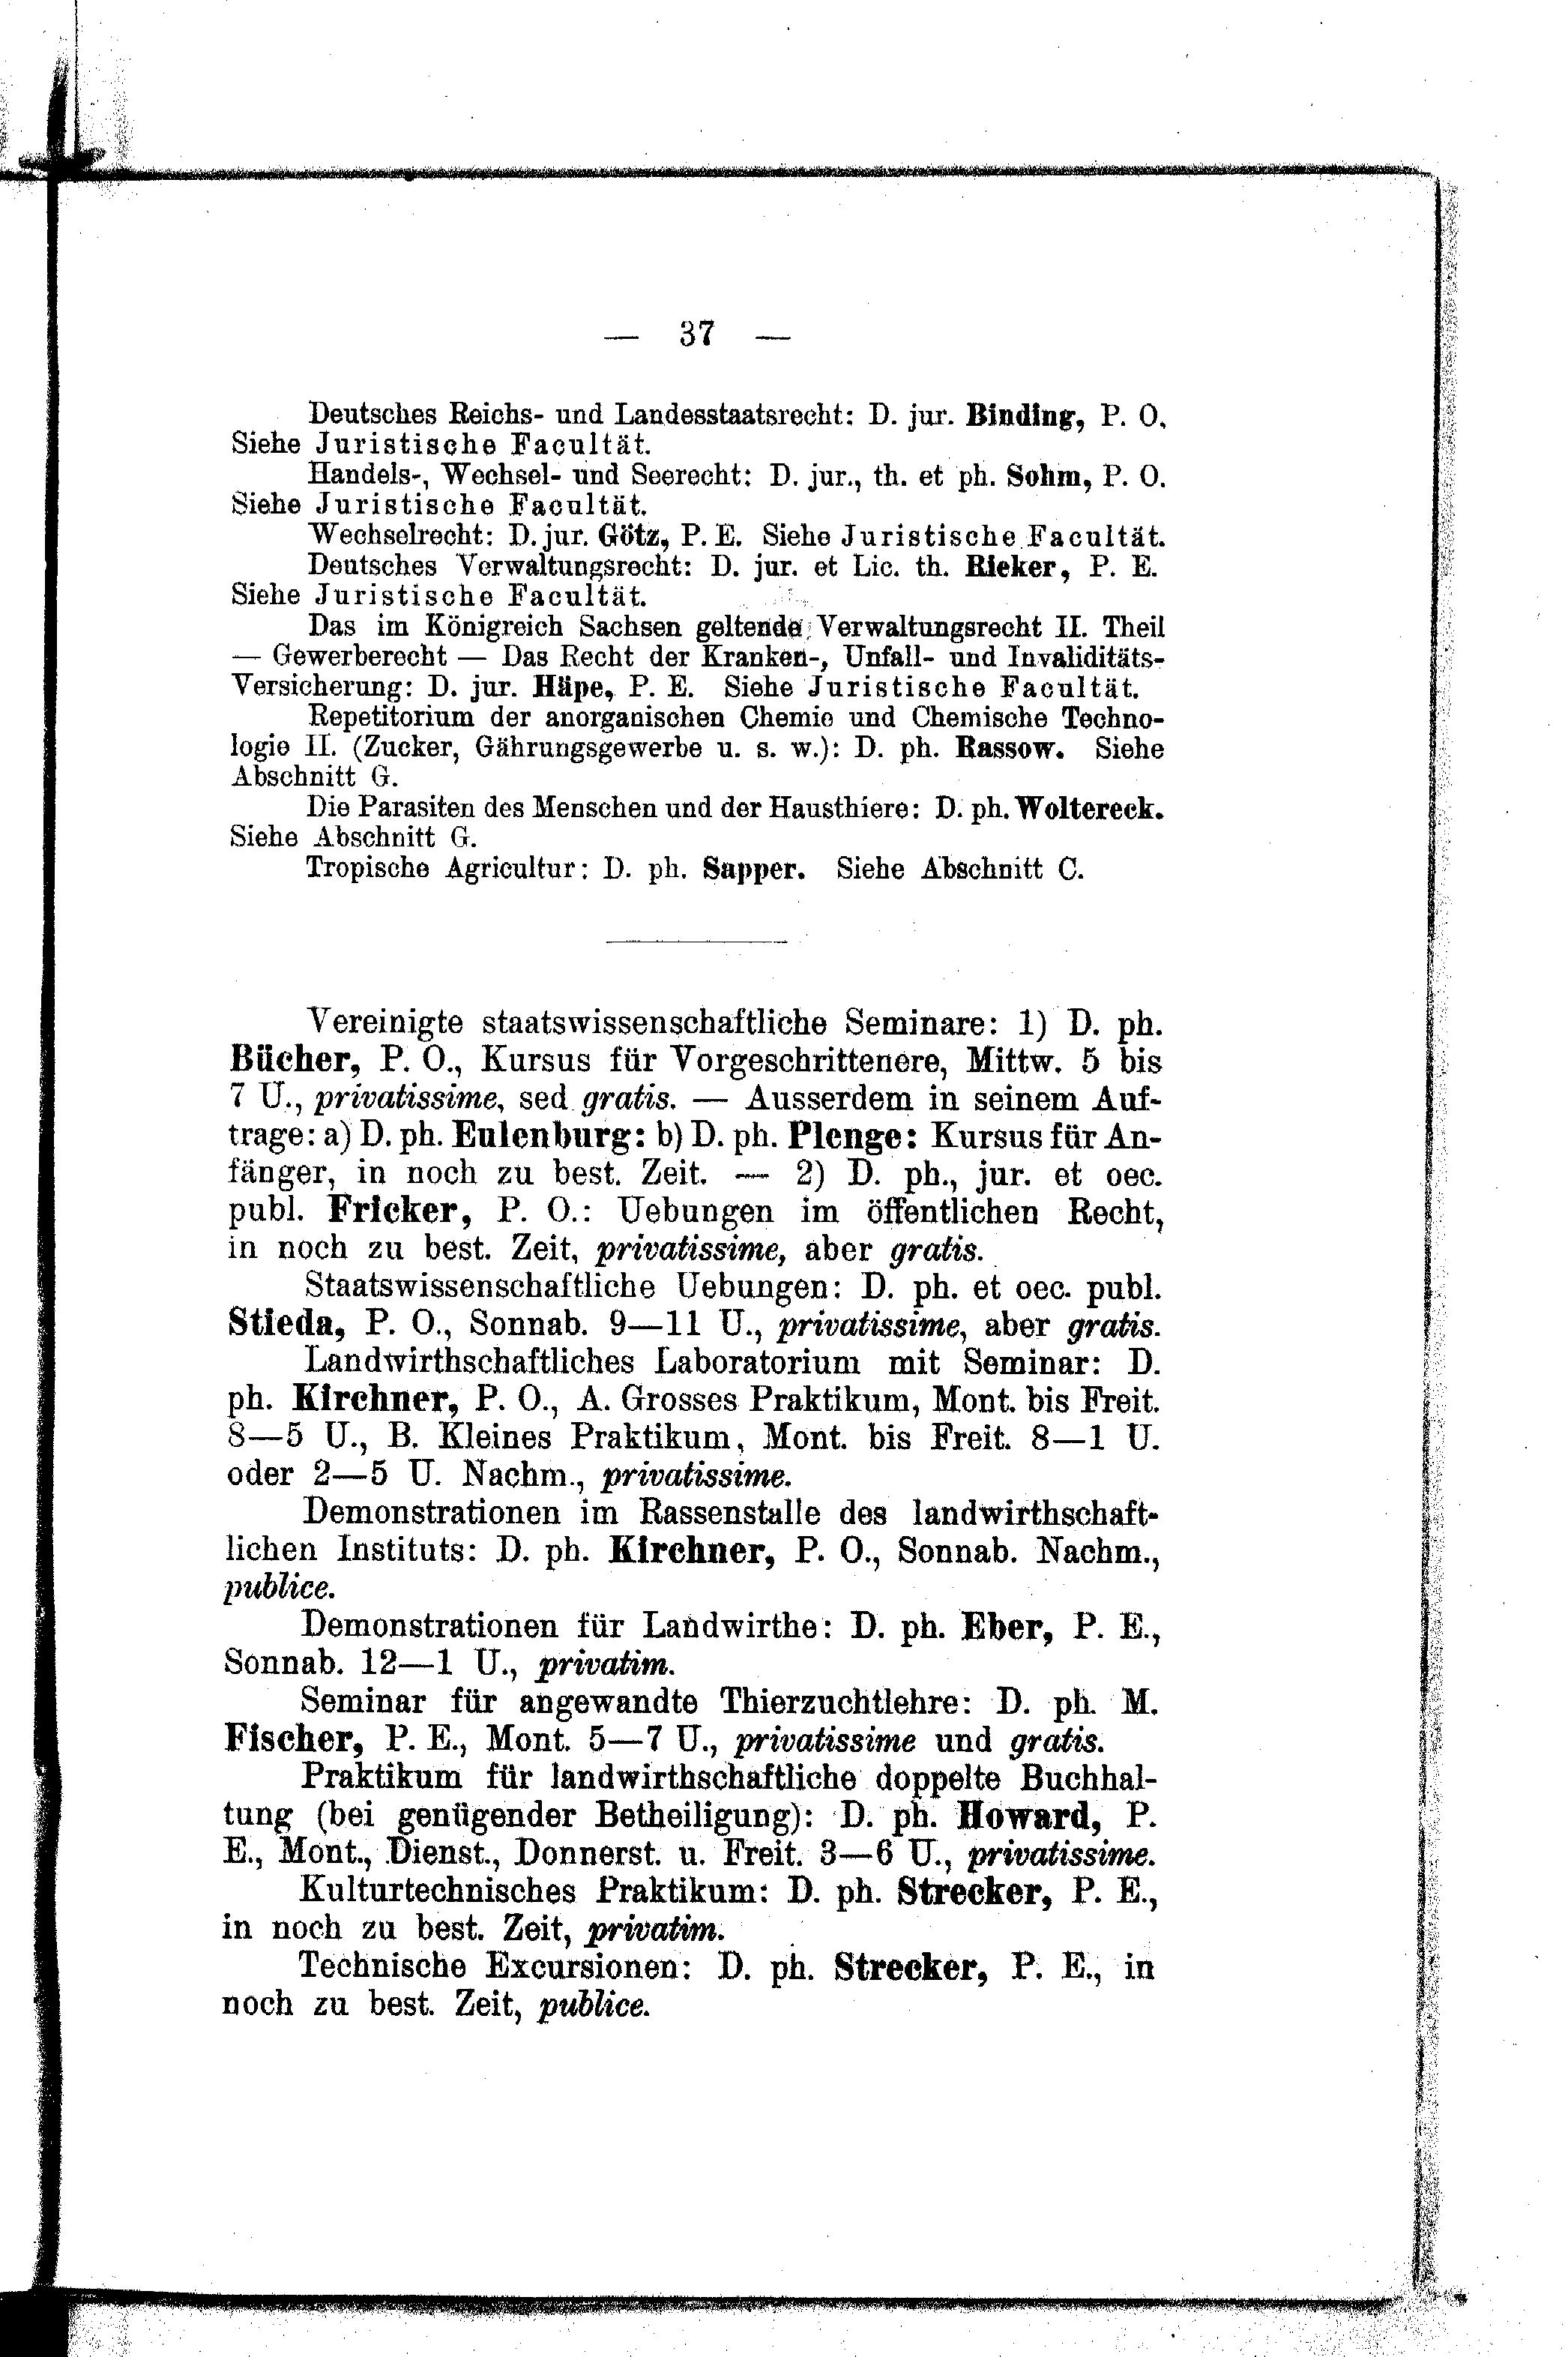 — 37 —
Deutsches Reichs- und Landesstaatsrecht: D. jur. Binding, P. O.
Siehe Juristische Facultät.
Handels-, Wechsel- und Seerecht: D. jur., th. et ph. Sohm, P. O.
Siehe Juristische Facultät.
Wechselrecht: D. jur. Götz, P. E. Siehe Juristische Facultät.
Deutsches Verwaltungsrecht: D. jur. et Lic. th. Rieker, P. E.
Siehe Juristische Facultät.
Das im Königreich Sachsen geltende Verwaltungsrecht II. Theil
— Gewerberecht — Das Recht der Kranken-, Unfall- und Invaliditäts-
Versicherung: D. jur. Häpe, P. E. Siehe Juristische Facultät.
Repetitorium der anorganischen Chemie und Chemische Techno-
logie II. (Zucker, Gährungsgewerbe u. s. w.): D. ph. Rassow. Siehe
Abschnitt G.
Die Parasiten des Menschen und der Hausthiere: D. ph. Woltereck.
Siehe Abschnitt G.
Tropische Agricultur: D. ph. Sapper. Siehe Abschnitt C.
Vereinigte staatswissenschaftliche Seminare: 1) D. ph.
Bücher, P. O., Kursus für Vorgeschrittenere, Mittw. 5 bis
7 U., privatissime, sed gratis. — Ausserdem in seinem Auf-
trage: a) D. ph. Eulenburg: b) D. ph. Plenge: Kursus für An-
fänger, in noch zu best. Zeit. — 2) D. ph., jur. et oec.
publ. Fricker, P. O.: Uebungen im öffentlichen Recht,
in noch zu best. Zeit, privatissime, aber gratis.
Staatswissenschaftliche Uebungen: D. ph. et oec. publ.
Stieda, P. O., Sonnab. 9—11 U., privatissime, aber gratis.
Landwirthschaftliches Laboratorium mit Seminar: D.
ph. Kirchner, P. O., A. Grosses Praktikum, Mont. bis Freit.
8—5 U., B. Kleines Praktikum, Mont. bis Freit. 8—1 U.
oder 2—5 U. Nachm., privatissime.
Demonstrationen im Rassenstalle des landwirthschaft-
lichen Instituts: D. ph. Kirchner, P. O., Sonnab. Nachm.,
publice.
Demonstrationen für Landwirthe: D. ph. Eber, P. E.,
Sonnab. 12—1 U., privatim.
Seminar für angewandte Thierzuchtlehre: D. ph. M.
Fischer, P. E., Mont. 5—7 U., privatissime und gratis.
Praktikum für landwirthschaftliche doppelte Buchhal-
tung (bei genügender Betheiligung): D. ph. Howard, P.
E., Mont., Dienst., Donnerst. u. Freit. 3—6 U., privatissime.
Kulturtechnisches Praktikum: D. ph. Strecker, P. E.,
in noch zu best. Zeit, privatim.
Technische Excursionen: D. ph. Strecker, P. E., in
noch zu best. Zeit, publice.